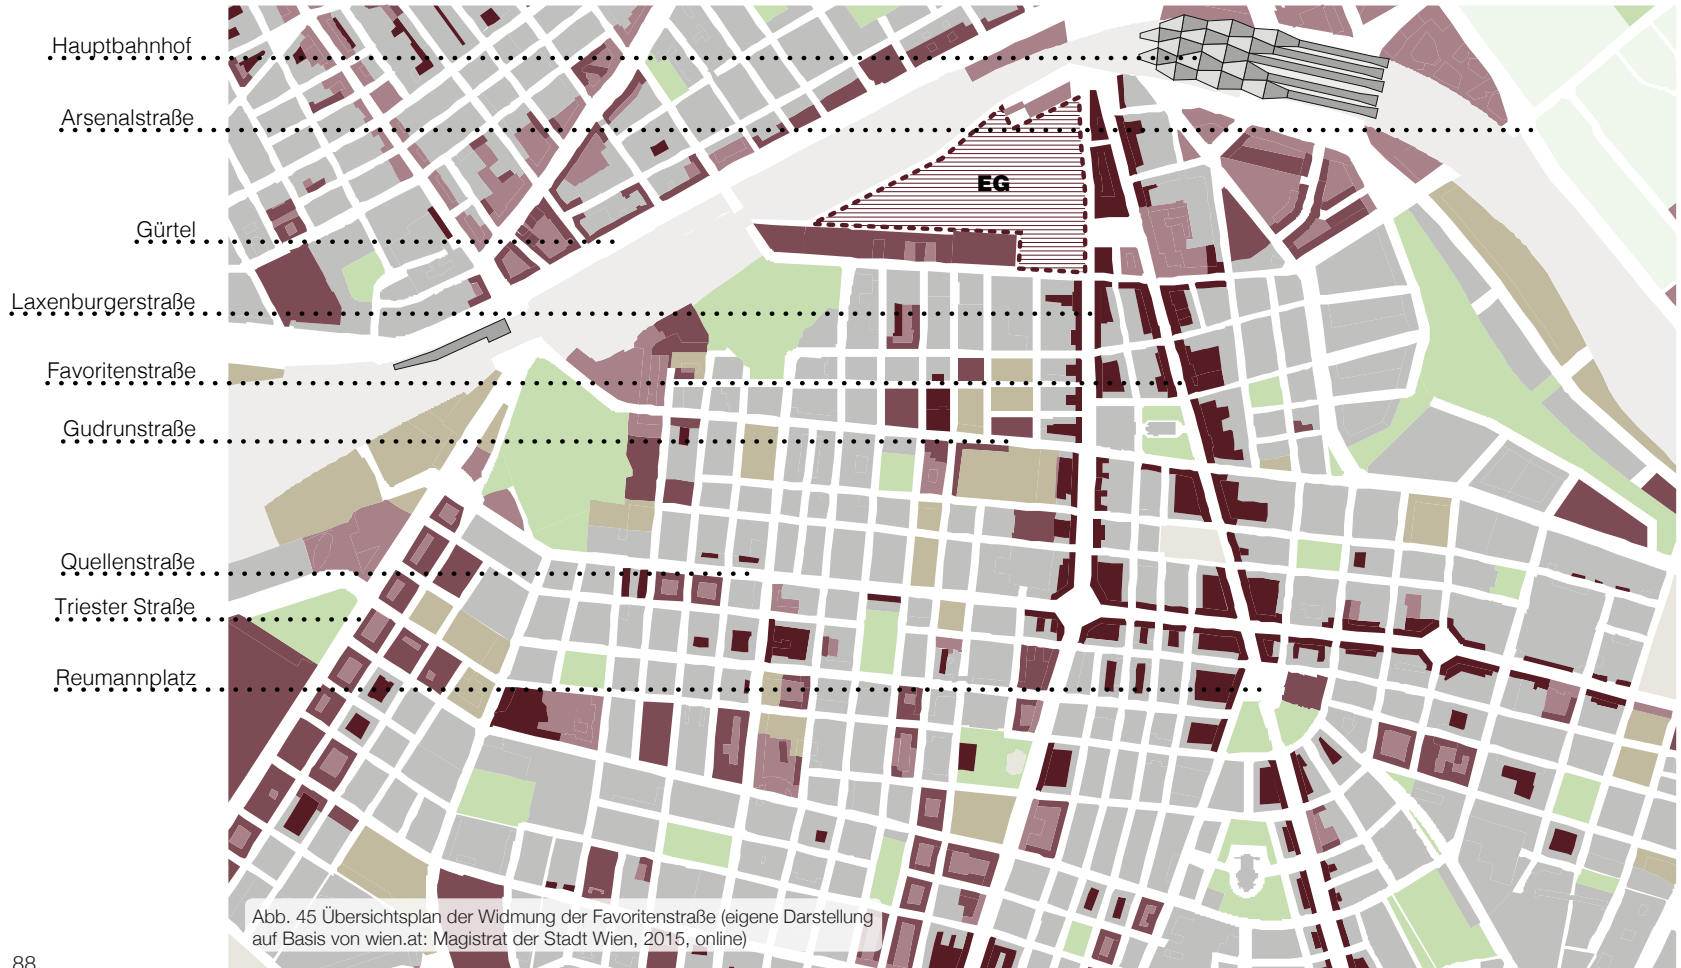 Hauptbahnhof
Arsenalstraße
EG
Gürtel
Laxenburgerstraße
Favoritenstraße
Gudrunstraße
Quellenstraße
Triester Straße
Reumannplatz
Abb. 45 Übersichtsplan der Widmung der Favoritenstraße (eigene Darstellung
auf Basis von wien.at: Magistrat der Stadt Wien, 2015, online)
88